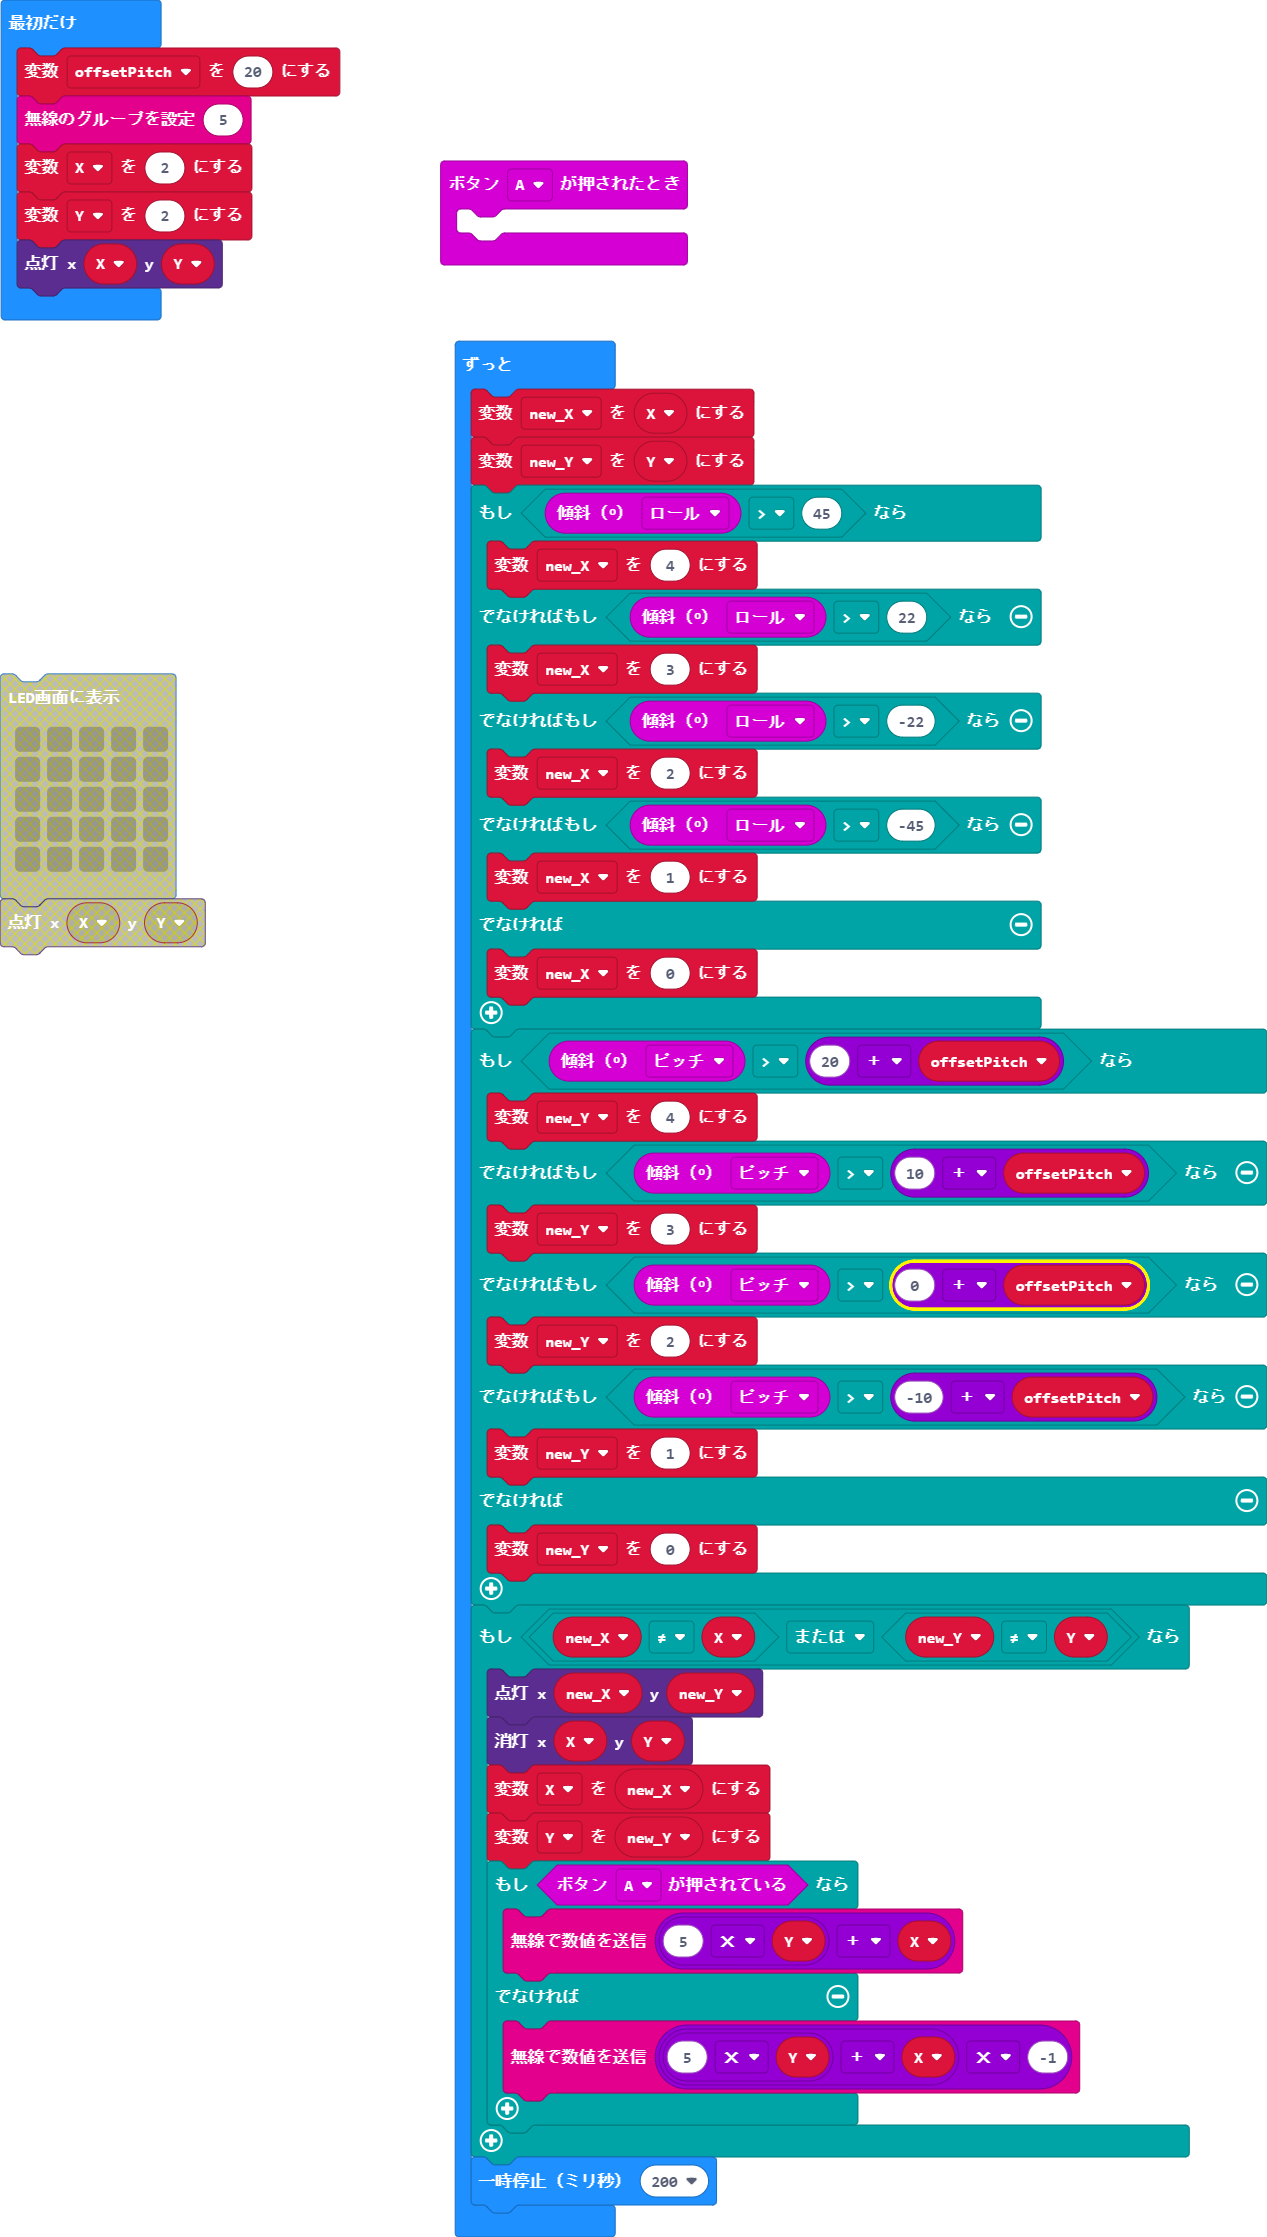 最初だけ
変数 offsetPitch を 20 にする
無線のグループを設定 5
変数 X を 2 にする
変数 Y を 2 にする
点灯 x X y Y
ボタン A が押されたとき
LED画面に表示
点灯 x X y Y
ずっと
変数 new_X を X にする
変数 new_Y を Y にする
もし 傾斜（°） ロール > 45 なら
変数 new_X を 4 にする
でなければもし 傾斜（°） ロール > 22 なら
変数 new_X を 3 にする
でなければもし 傾斜（°） ロール > -22 なら
変数 new_X を 2 にする
でなければもし 傾斜（°） ロール > -45 なら
変数 new_X を 1 にする
でなければ
変数 new_X を 0 にする
もし 傾斜（°） ピッチ > 20 + offsetPitch なら
変数 new_Y を 4 にする
でなければもし 傾斜（°） ピッチ > 10 + offsetPitch なら
変数 new_Y を 3 にする
でなければもし 傾斜（°） ピッチ > 0 + offsetPitch なら
変数 new_Y を 2 にする
でなければもし 傾斜（°） ピッチ > -10 + offsetPitch なら
変数 new_Y を 1 にする
でなければ
変数 new_Y を 0 にする
もし new_X ≠ X または new_Y ≠ Y なら
点灯 x new_X y new_Y
消灯 x X y Y
変数 X を new_X にする
変数 Y を new_Y にする
もし ボタン A が押されている なら
無線で数値を送信 5 × Y + X
でなければ
無線で数値を送信 5 × Y + X × -1
一時停止（ミリ秒） 200